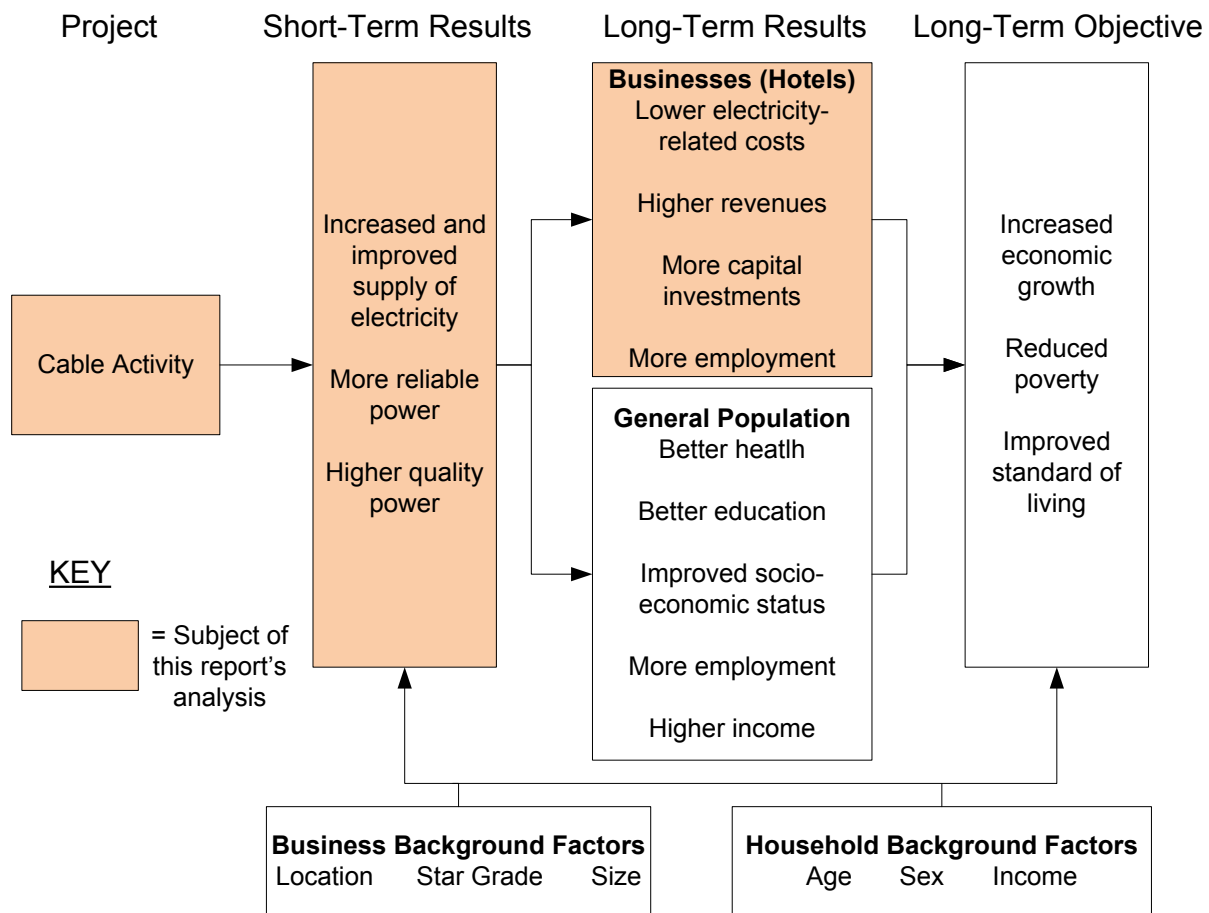 Project
Short-Term Results
Long-Term Results
Long-Term Objective
Cable Activity
Increased and
improved
supply of
electricity
More reliable
power
Higher quality
power
Businesses (Hotels)
Lower electricity-
related costs
Higher revenues
More capital
investments
More employment
General Population
Better heatlh
Better education
Improved socio-
economic status
More employment
Higher income
Increased
economic
growth
Reduced
poverty
Improved
standard of
living
KEY
= Subject of
this report's
analysis
Business Background Factors
Location Star Grade Size
Household Background Factors
Age Sex Income